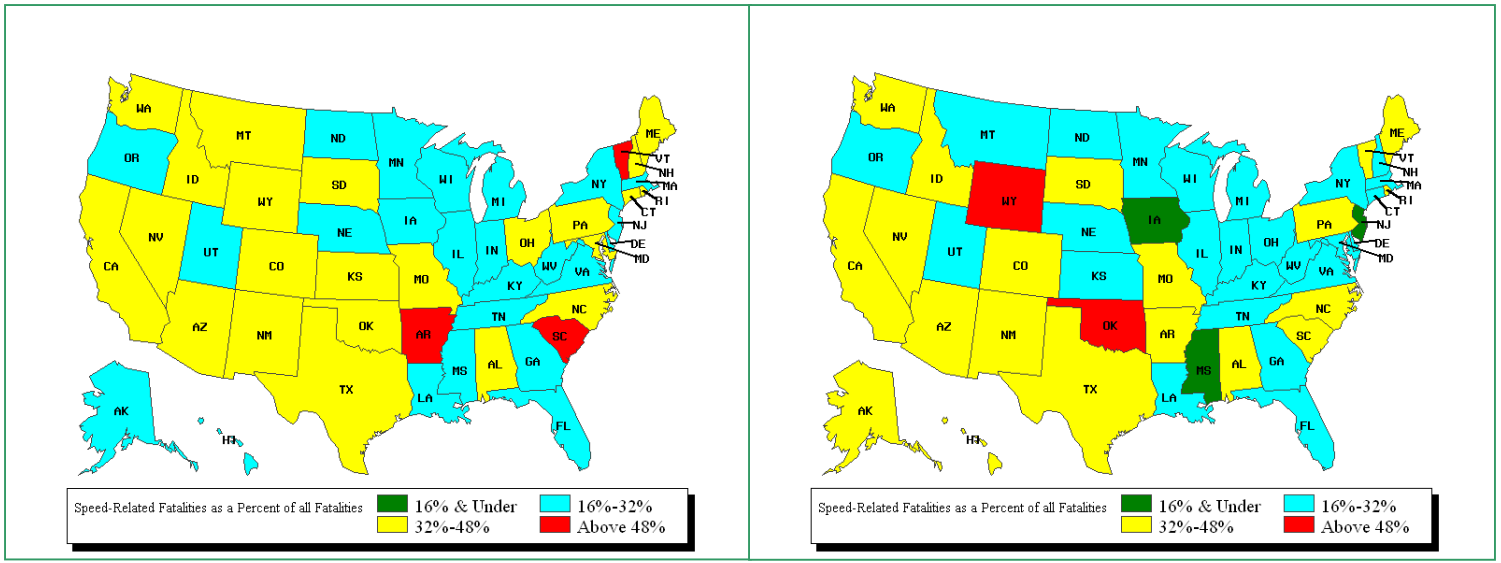 WA
MT
ND
MN
ME
VT
NH
MA
RI
CT
NJ
DE
MD
OR
ID
WY
SD
WI
MI
NY
PA
NV
UT
CO
NE
IA
IL
IN
OH
WV
VA
CA
KS
MO
KY
NC
TN
AZ
NM
OK
AR
SC
MS
AL
GA
TX
LA
FL
AK
HI
Speed-Related Fatalities as a Percent of all Fatalities
16% & Under
16%-32%
32%-48%
Above 48%
WA
MT
ND
MN
ME
VT
NH
MA
RI
CT
NJ
DE
MD
OR
ID
WY
SD
WI
MI
NY
PA
NV
UT
CO
NE
IA
IL
IN
OH
WV
VA
CA
KS
MO
KY
NC
TN
AZ
NM
OK
AR
SC
MS
AL
GA
TX
LA
FL
AK
HI
Speed-Related Fatalities as a Percent of all Fatalities
16% & Under
16%-32%
32%-48%
Above 48%